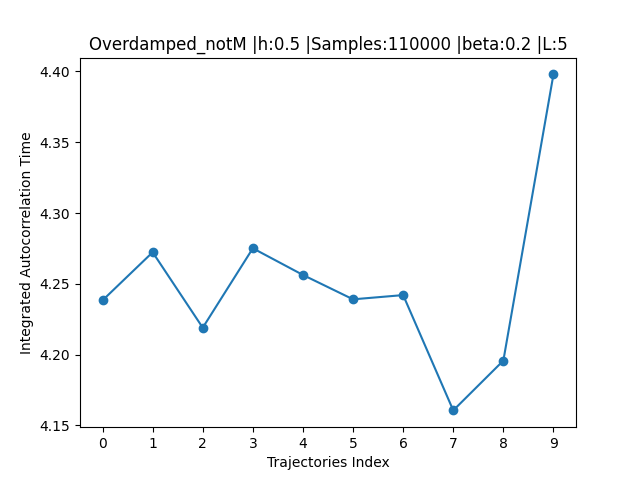 Overdamped_notM |h:0.5 |Samples:110000 |beta:0.2 |L:5
4.40
4.35
4.30
4.25
4.20
4.15
Integrated Autocorrelation Time
0 1 2 3 4 5 6 7 8 9
Trajectories Index